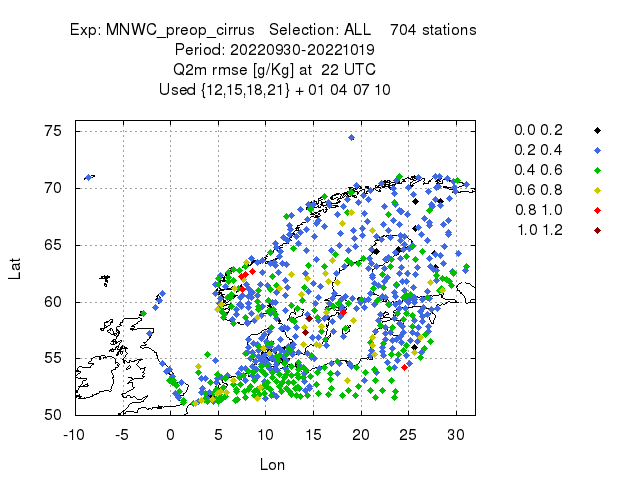 Exp: MNWC_preop_cirrus   Selection: ALL    704 stations
Period: 20220930-20221019
Q2m rmse [g/Kg] at  22 UTC
Used {12,15,18,21} + 01 04 07 10
75
70
65
60
55
50
Lat
-10 -5 0 5 10 15 20 25 30
Lon
0.0 0.2
0.2 0.4
0.4 0.6
0.6 0.8
0.8 1.0
1.0 1.2